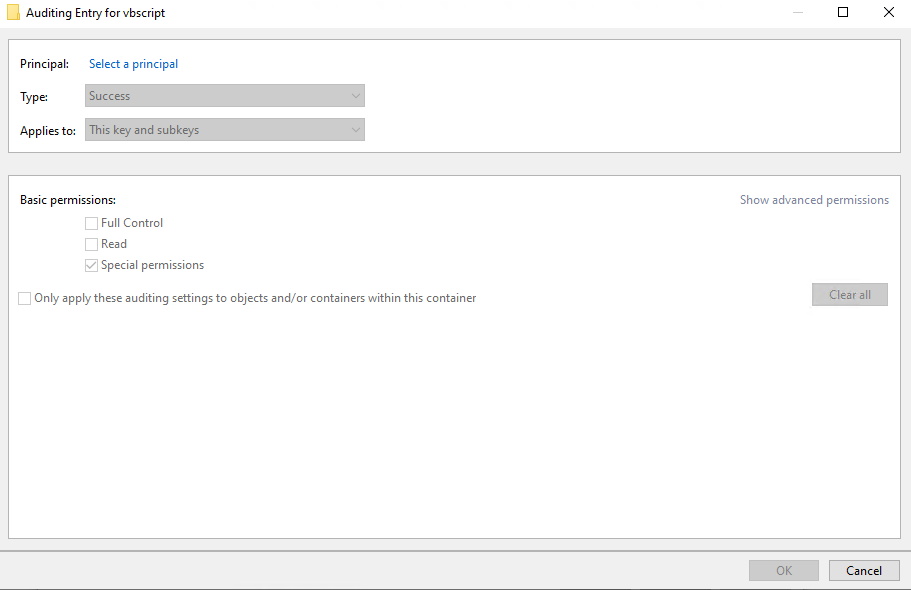 Auditing Entry for vbscript
Principal: Select a principal
Type: Success
Applies to: This key and subkeys
Basic permissions: Show advanced permissions
Full Control
Read
Special permissions
Only apply these auditing settings to objects and/or containers within this container Clear all
OK Cancel